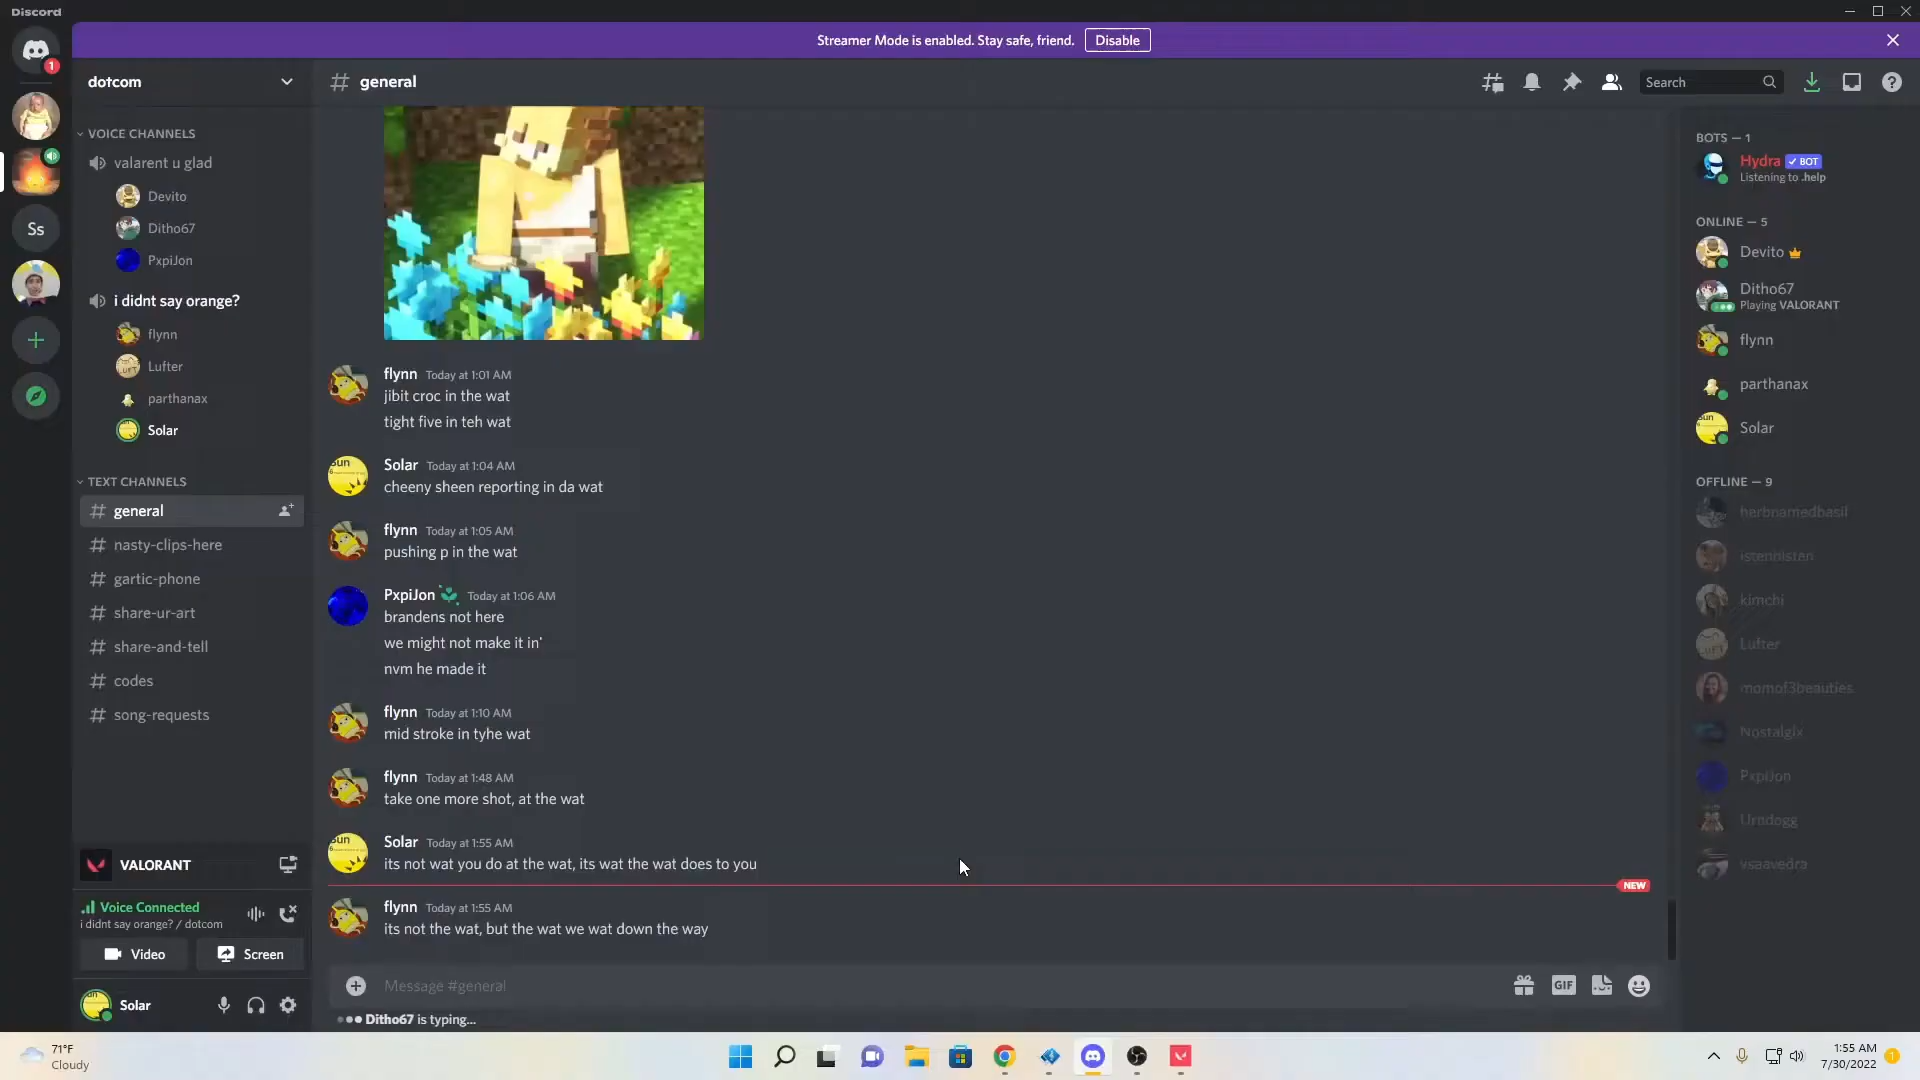 Discord
Streamer Mode is enabled. Stay safe, friend. Disable
1
dotcom
general
Search
VOICE CHANNELS
valarent u glad
Devito
Ditho67
PxpiJon
i didnt say orange?
flynn
Lufter
parthanax
Solar
Ss
TEXT CHANNELS
general
nasty-clips-here
gartic-phone
share-ur-art
share-and-tell
codes
song-requests
VALORANT
Voice Connected
i didnt say orange? / dotcom
Video
Screen
Solar
flynn Today at 1:01 AM
jibit croc in the wat
tight five in teh wat
Solar Today at 1:04 AM
cheeny sheen reporting in da wat
flynn Today at 1:05 AM
pushing p in the wat
PxpiJon Today at 1:06 AM
brandens not here
we might not make it in'
nvm he made it
flynn Today at 1:10 AM
mid stroke in tyhe wat
flynn Today at 1:48 AM
take one more shot, at the wat
Solar Today at 1:55 AM
its not wat you do at the wat, its wat the wat does to you
NEW
flynn Today at 1:55 AM
its not the wat, but the wat we wat down the way
Message #general
GIF
Ditho67 is typing...
BOTS — 1
Hydra BOT
Listening to .help
ONLINE — 5
Devito
Ditho67
Playing VALORANT
flynn
parthanax
Solar
OFFLINE — 9
herbnamedbasil
istennlisten
kimchi
Lufter
momof3beauties
Nostalgix
PxpiJon
Urndogg
vsaavedra
71°F
Cloudy
1:55 AM
7/30/2022
1